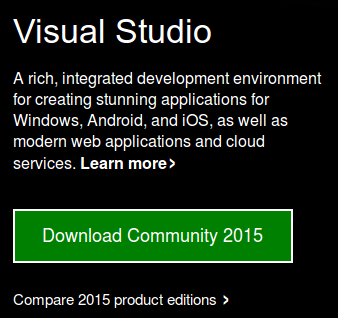 Visual Studio
A rich, integrated development environment
for creating stunning applications for
Windows, Android, and iOS, as well as
modern web applications and cloud
services. Learn more›
Download Community 2015
Compare 2015 product editions ›